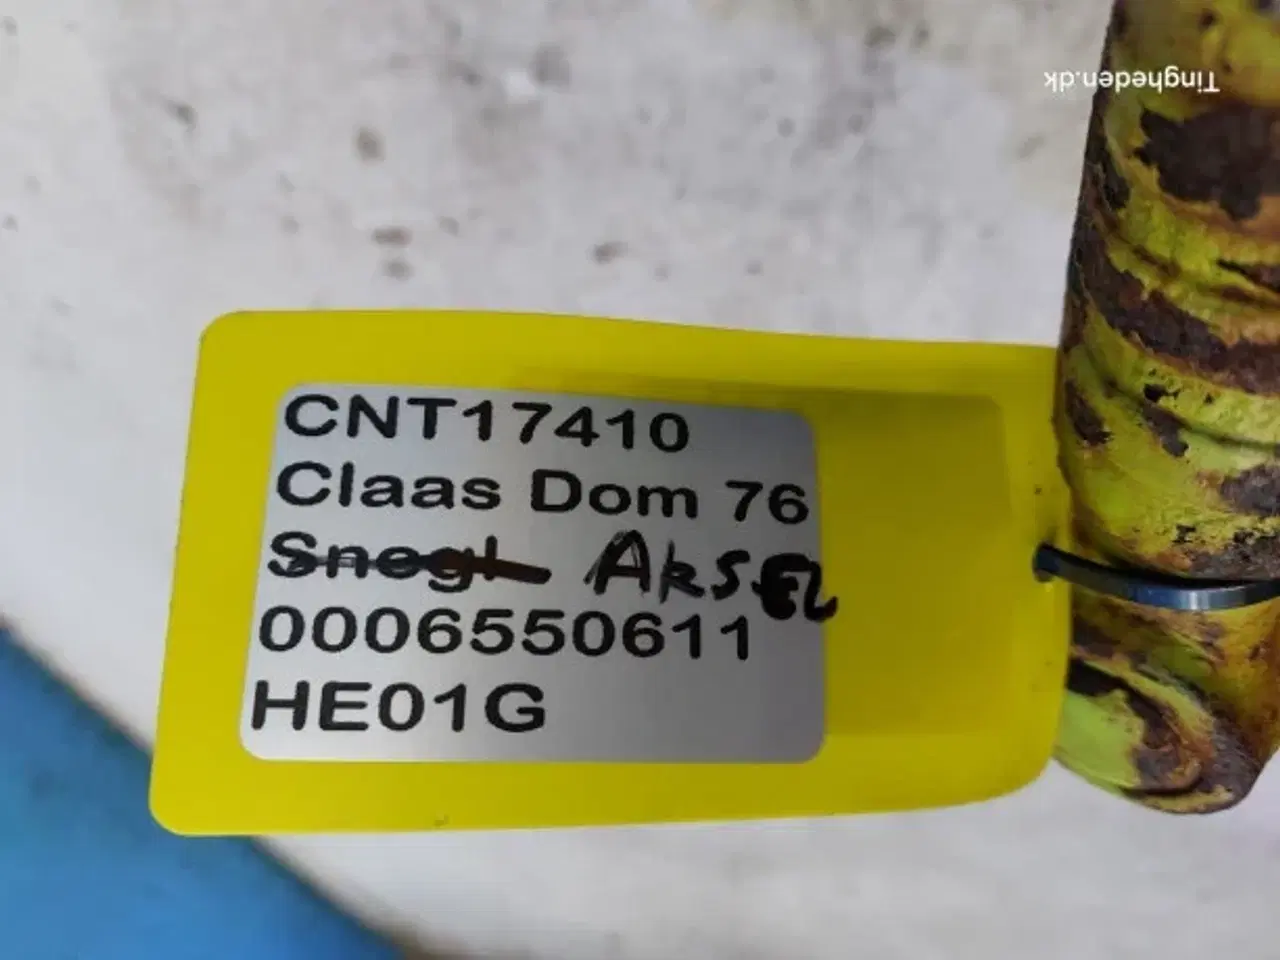 Tingheden.dk
CNT17410
Claas Dom 76
Snegl AkSEL
0006550611
HE01G